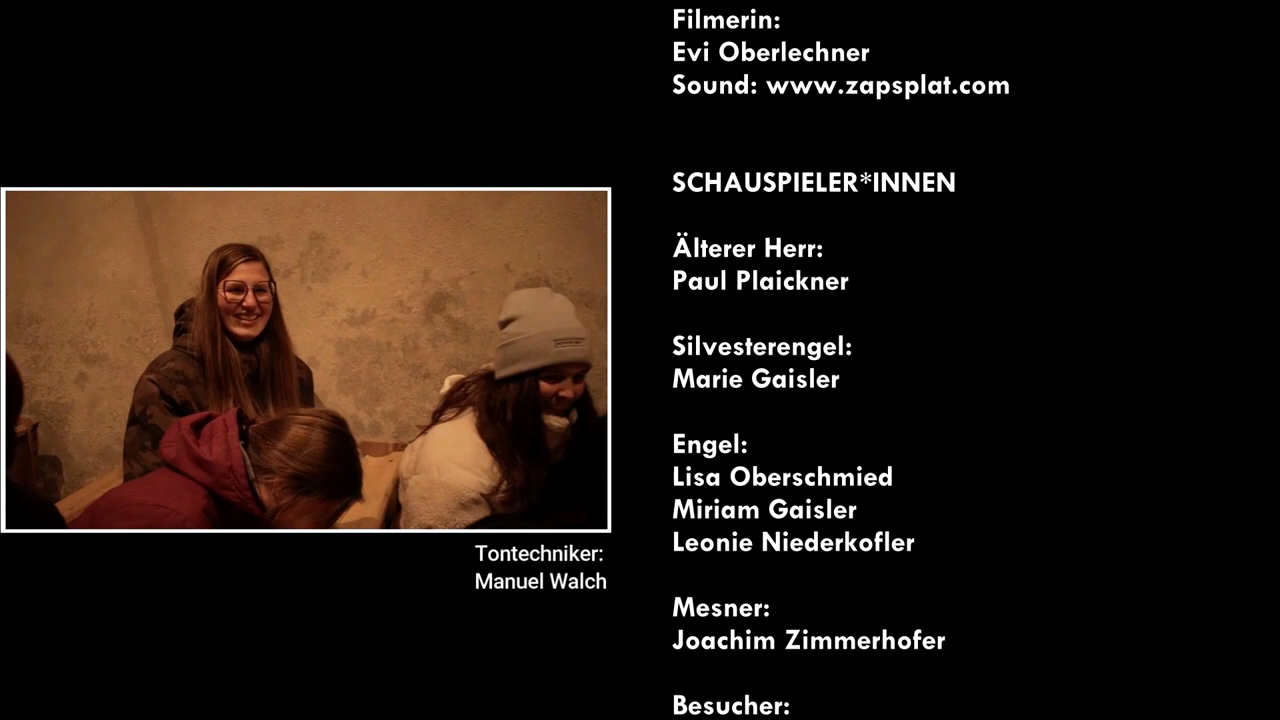 Filmerin:
Evi Oberlechner
Sound: www.zapsplat.com
SCHAUSPIELER*INNEN
Älterer Herr:
Paul Plaickner
Silvesterengel:
Marie Gaisler
Engel:
Lisa Oberschmied
Miriam Gaisler
Leonie Niederkofler
Mesner:
Joachim Zimmerhofer
Besucher:
Tontechniker:
Manuel Walch